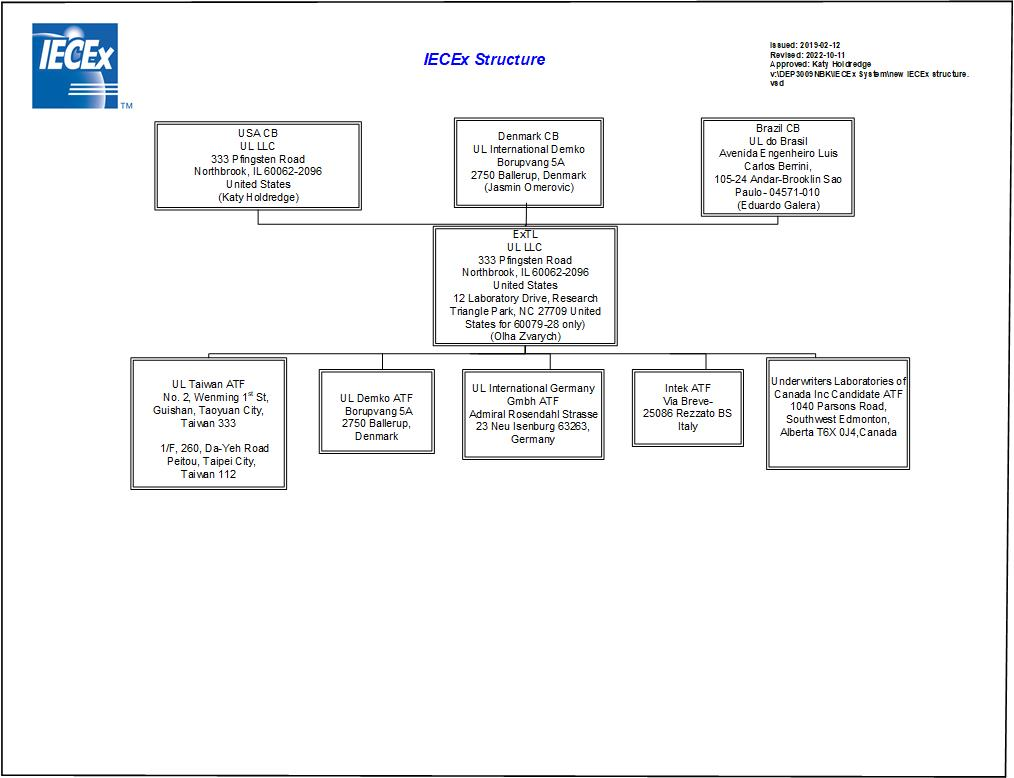 IECEx
TM
IECEx Structure
Issued: 2019-02-12
Revised: 2022-10-11
Approved: Katy Holdredge
v:\DEP3009NBK\IECEx System\new IECEx structure.
vsd
USA CB
UL LLC
333 Pfingsten Road
Northbrook, IL 60062-2096
United States
(Katy Holdredge)
Denmark CB
UL International Demko
Borupvang 5A
2750 Ballerup, Denmark
(Jasmin Omerovic)
Brazil CB
UL do Brasil
Avenida Engenheiro Luis
Carlos Berrini,
105-24 Andar-Brooklin Sao
Paulo - 04571-010
(Eduardo Galera)
ExTL
UL LLC
333 Pfingsten Road
Northbrook, IL 60062-2096
United States
12 Laboratory Drive, Research
Triangle Park, NC 27709 United
States for 60079-28 only)
(Olha Zvarych)
UL Taiwan ATF
No. 2, Wenming 1st St,
Guishan, Taoyuan City,
Taiwan 333
1/F, 260, Da-Yeh Road
Peitou, Taipei City,
Taiwan 112
UL Demko ATF
Borupvang 5A
2750 Ballerup,
Denmark
UL International Germany
Gmbh ATF
Admiral Rosendahl Strasse
23 Neu Isenburg 63263,
Germany
Intek ATF
Via Breve-
25086 Rezzato BS
Italy
Underwriters Laboratories of
Canada Inc Candidate ATF
1040 Parsons Road,
Southwest Edmonton,
Alberta T6X 0J4,Canada